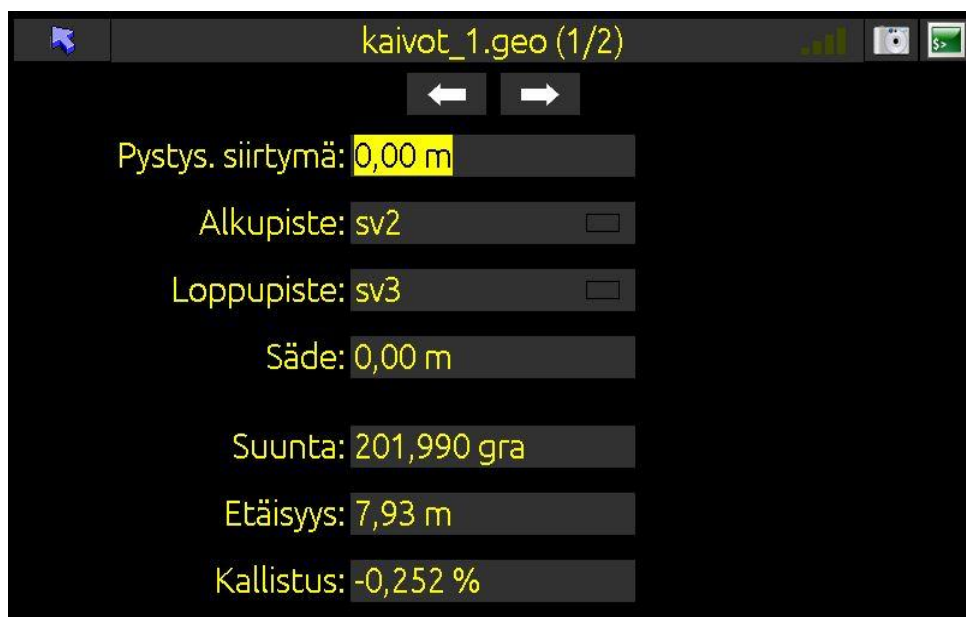 kaivot_1.geo (1/2)
$>
Pystys. siirtymä: 0,00 m
Alkupiste: sv2
Loppupiste: sv3
Säde: 0,00 m
Suunta: 201,990 gra
Etäisyys: 7,93 m
Kallistus: -0,252 %